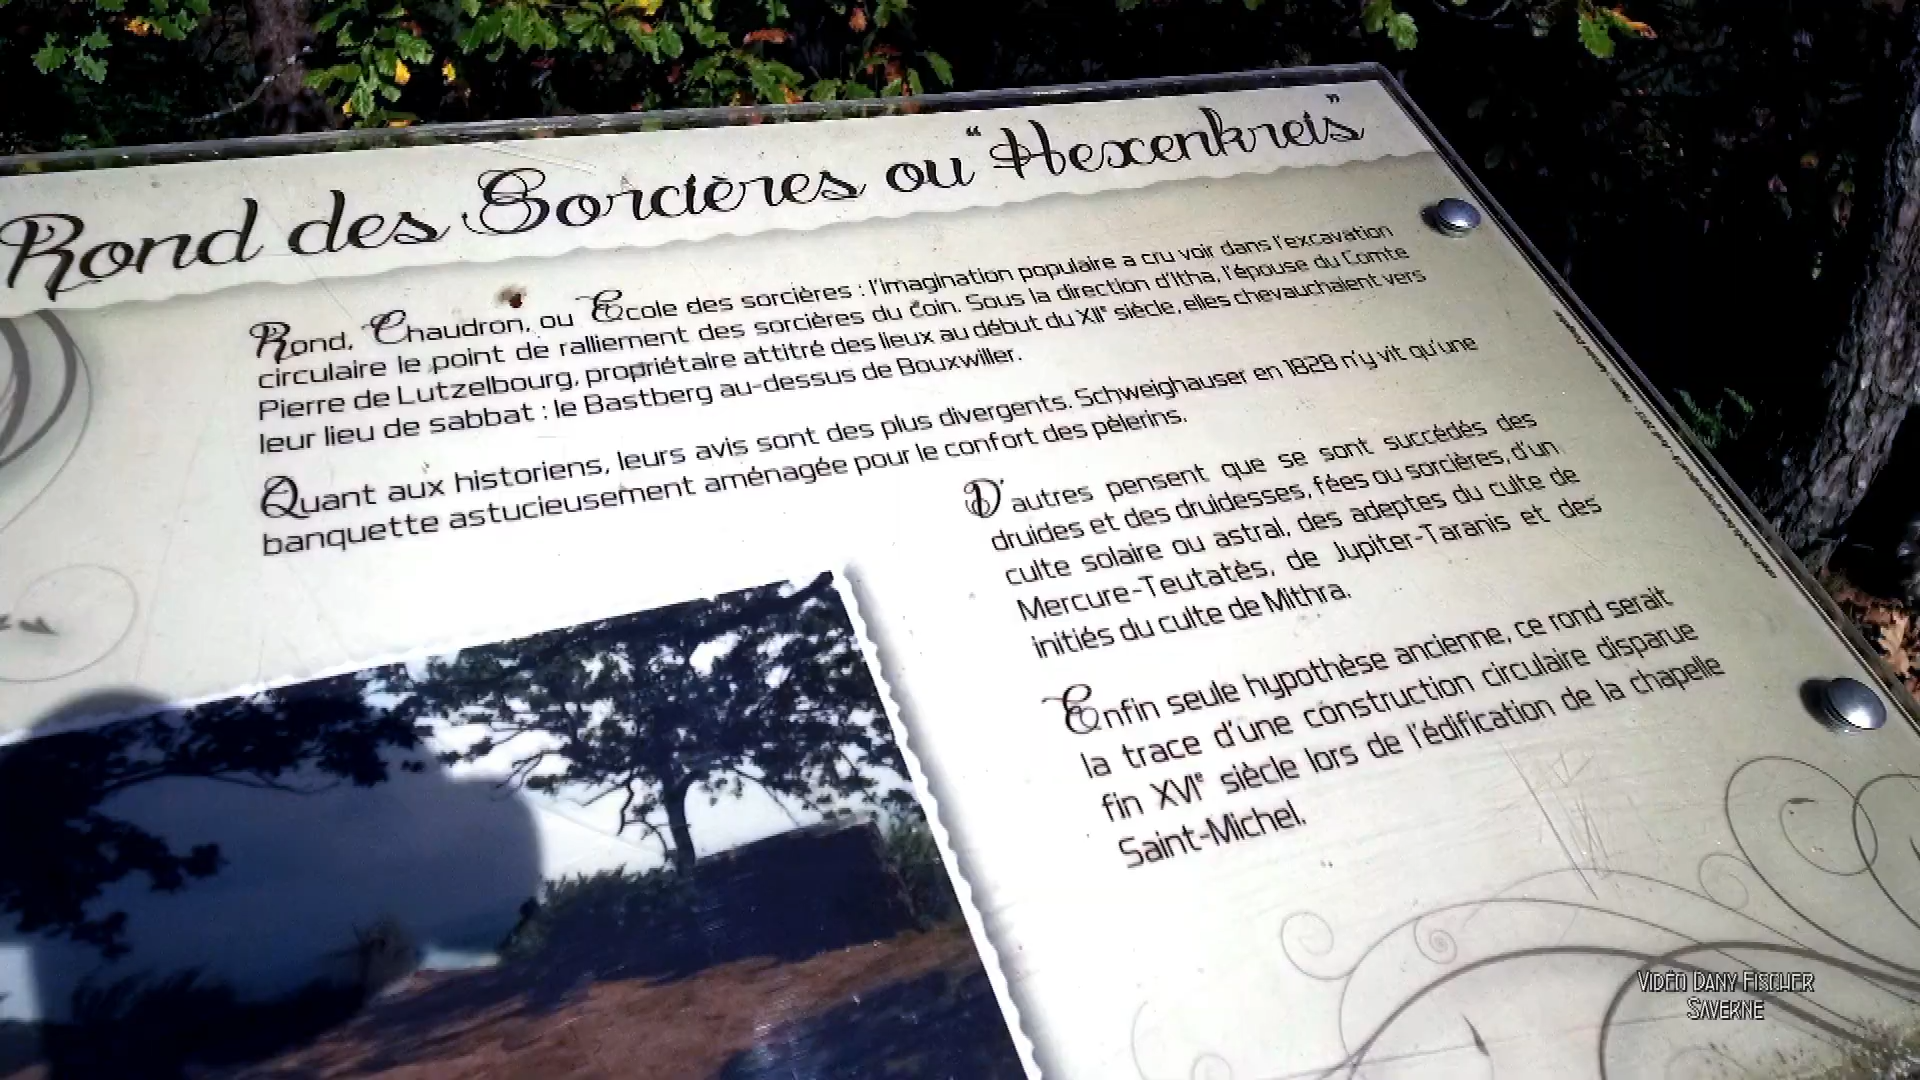 Rond des Sorcières ou "Hexenkreis"
Rond, Chaudron, ou Ecole des sorcières : l'imagination populaire a cru voir dans l'excavation
circulaire le point de ralliement des sorcières du coin. Sous la direction d'Itha, l'épouse du Comte
Pierre de Lutzelbourg, propriétaire attitré des lieux au début du XIIe siècle, elles chevauchaient vers
leur lieu de sabbat : le Bastberg au-dessus de Bouxwiller.
Quant aux historiens, leurs avis sont des plus divergents. Schweighauser en 1828 n'y vit qu'une
banquette astucieusement aménagée pour le confort des pèlerins.
D'autres pensent que se sont succédés des
druides et des druidesses, fées ou sorcières, d'un
culte solaire ou astral, des adeptes du culte de
Mercure-Teutatès, de Jupiter-Taranis et des
initiés du culte de Mithra.
Enfin seule hypothèse ancienne, ce rond serait
la trace d'une construction circulaire disparue
fin XVIe siècle lors de l'édification de la chapelle
Saint-Michel.
VIDÉO DANY FISCHER
SAVERNE